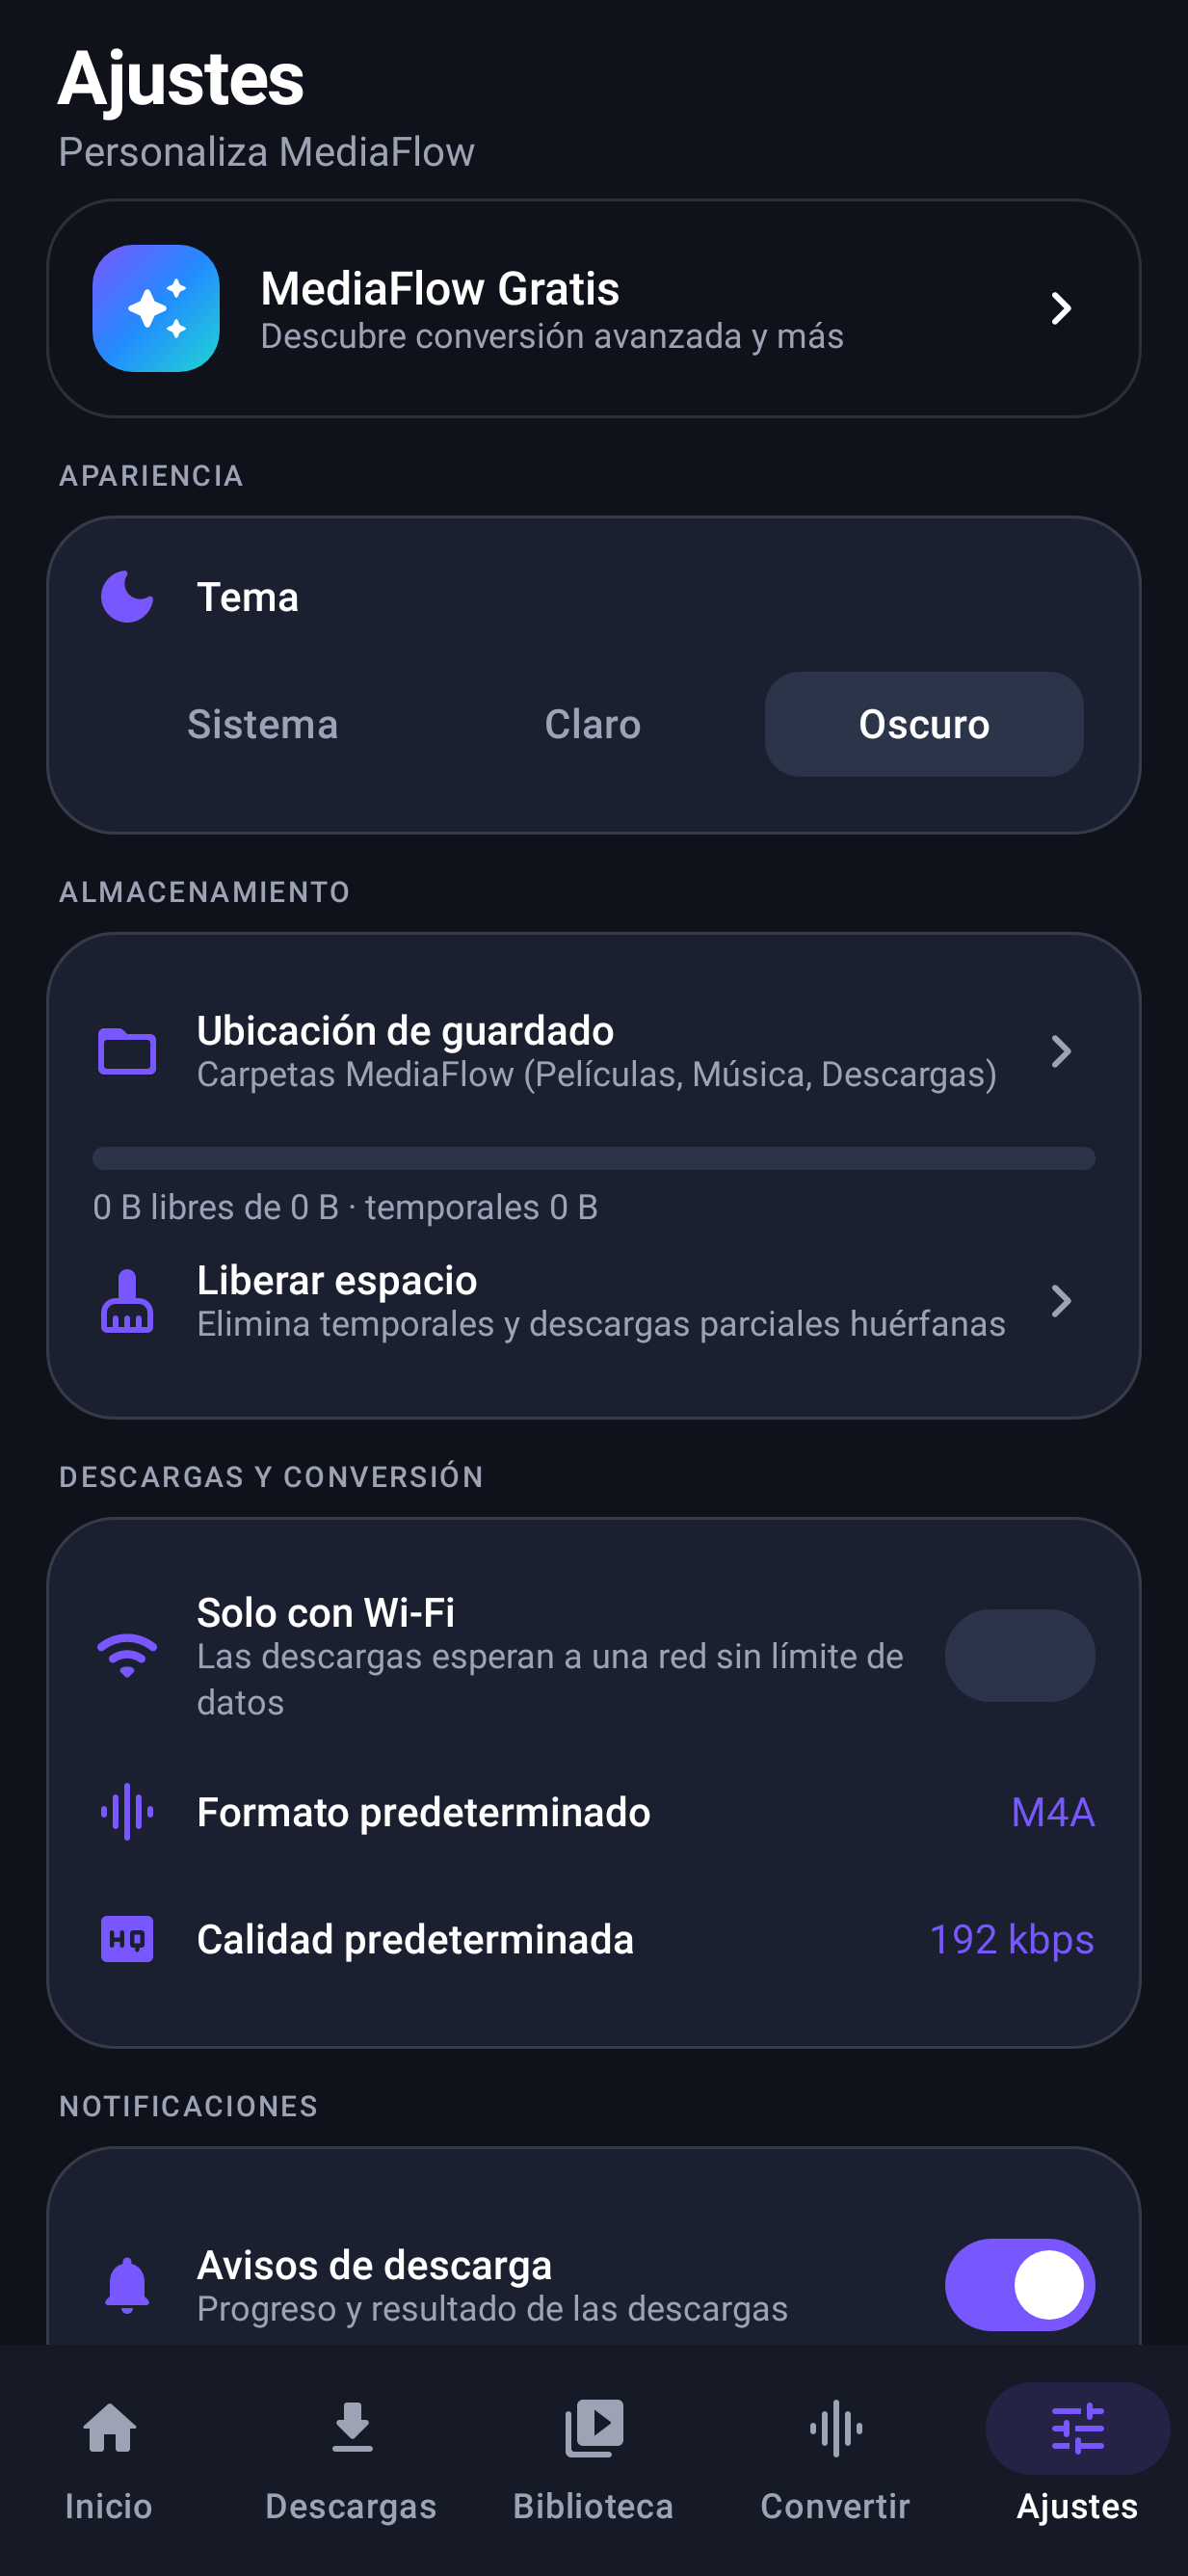 Ajustes
Personaliza MediaFlow
MediaFlow Gratis
Descubre conversión avanzada y más
APARIENCIA
Tema
Sistema
Claro
Oscuro
ALMACENAMIENTO
Ubicación de guardado
Carpetas MediaFlow (Películas, Música, Descargas)
0 B libres de 0 B · temporales 0 B
Liberar espacio
Elimina temporales y descargas parciales huérfanas
DESCARGAS Y CONVERSIÓN
Solo con Wi-Fi
Las descargas esperan a una red sin límite de
datos
Formato predeterminado
M4A
HQ
Calidad predeterminada
192 kbps
NOTIFICACIONES
Avisos de descarga
Progreso y resultado de las descargas
Inicio
Descargas
Biblioteca
Convertir
Ajustes